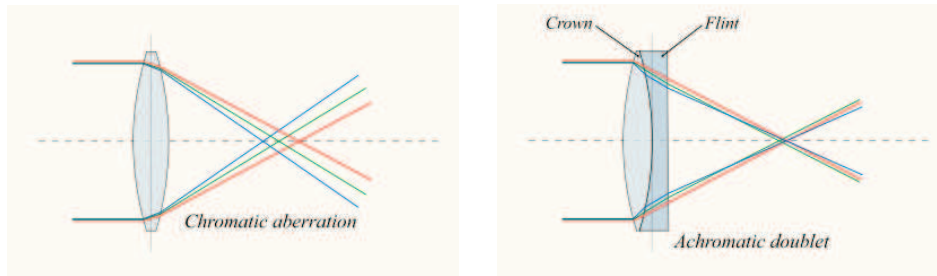 Chromatic aberration
Crown
Flint
Achromatic doublet